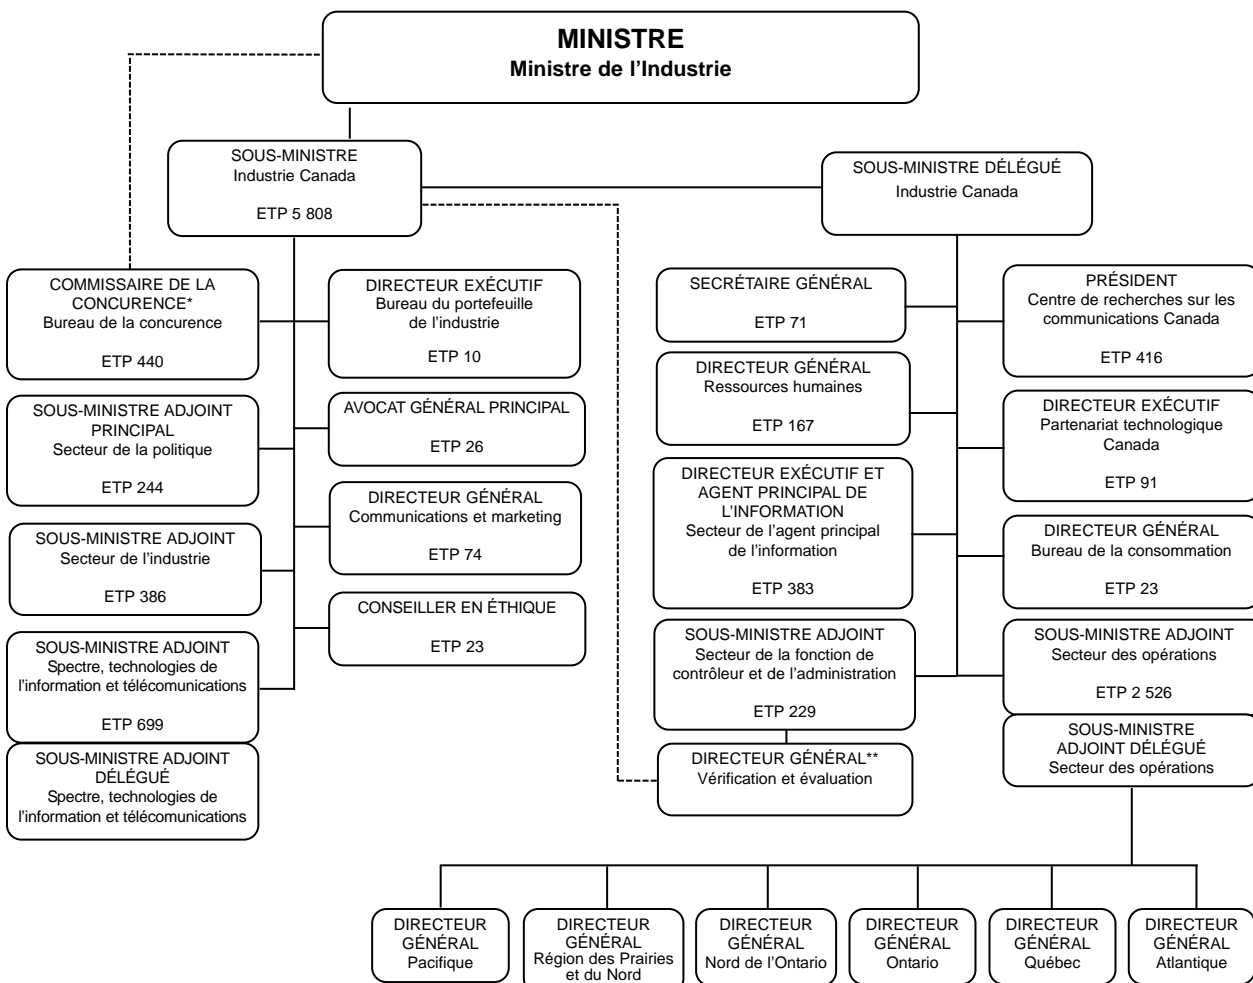 MINISTRE
Ministre de l'Industrie
SOUS-MINISTRE
Industrie Canada
ETP 5 808
SOUS-MINISTRE DÉLÉGUÉ
Industrie Canada
COMMISSAIRE DE LA
CONCURENCE*
Bureau de la concurence
ETP 440
DIRECTEUR EXÉCUTIF
Bureau du portefeuille
de l'industrie
ETP 10
SECRÉTAIRE GÉNÉRAL
ETP 71
PRÉSIDENT
Centre de recherches sur les
communications Canada
ETP 416
SOUS-MINISTRE ADJOINT
PRINCIPAL
Secteur de la politique
ETP 244
AVOCAT GÉNÉRAL PRINCIPAL
ETP 26
DIRECTEUR GÉNÉRAL
Ressources humaines
ETP 167
DIRECTEUR EXÉCUTIF
Partenariat technologique
Canada
ETP 91
SOUS-MINISTRE ADJOINT
Secteur de l'industrie
ETP 386
DIRECTEUR GÉNÉRAL
Communications et marketing
ETP 74
DIRECTEUR EXÉCUTIF ET
AGENT PRINCIPAL DE
L'INFORMATION
Secteur de l'agent principal
de l'information
ETP 383
DIRECTEUR GÉNÉRAL
Bureau de la consommation
ETP 23
SOUS-MINISTRE ADJOINT
Spectre, technologies de
l'information et télécomunications
ETP 699
CONSEILLER EN ÉTHIQUE
ETP 23
SOUS-MINISTRE ADJOINT
Secteur de la fonction de
contrôleur et de l'administration
ETP 229
SOUS-MINISTRE ADJOINT
Secteur des opérations
ETP 2 526
SOUS-MINISTRE ADJOINT
DÉLÉGUÉ
Spectre, technologies de
l'information et télécomunications
DIRECTEUR GÉNÉRAL**
Vérification et évaluation
SOUS-MINISTRE
ADJOINT DÉLÉGUÉ
Secteur des opérations
DIRECTEUR
GÉNÉRAL
Pacifique
DIRECTEUR
GÉNÉRAL
Région des Prairies
et du Nord
DIRECTEUR
GÉNÉRAL
Nord de l'Ontario
DIRECTEUR
GÉNÉRAL
Ontario
DIRECTEUR
GÉNÉRAL
Québec
DIRECTEUR
GÉNÉRAL
Atlantique